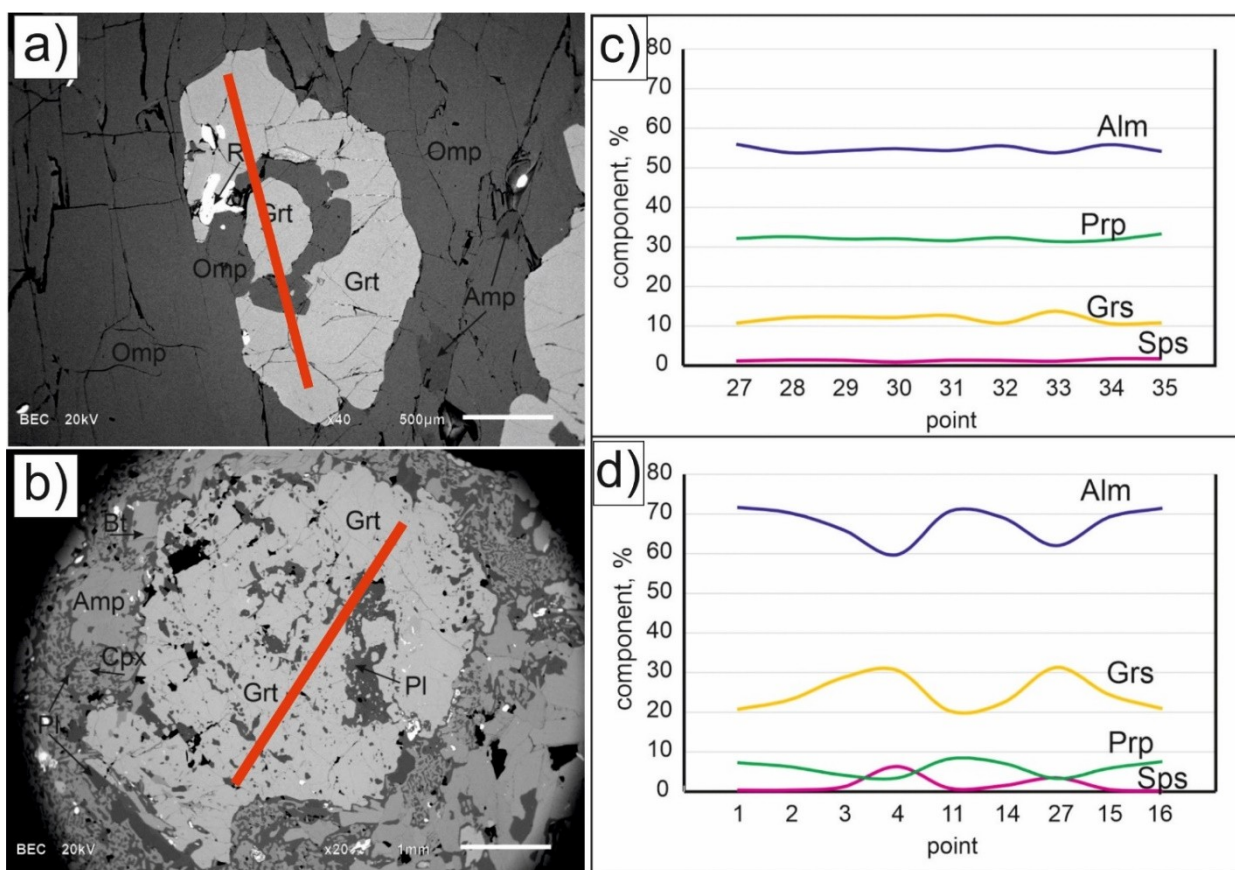 a)
R
Omp
Grt
Omp
Grt
Amp
Omp
BEC 20kV x40 500µm
b)
Bt
Grt
Amp
Cpx
Grt
Pl
Pl
BEC 20kV x20 1mm
c)
component, %
80
70
60
50
40
30
20
10
0
Alm
Prp
Grs
Sps
27 28 29 30 31 32 33 34 35
point
d)
component, %
80
70
60
50
40
30
20
10
0
Alm
Grs
Prp
Sps
1 2 3 4 11 14 27 15 16
point